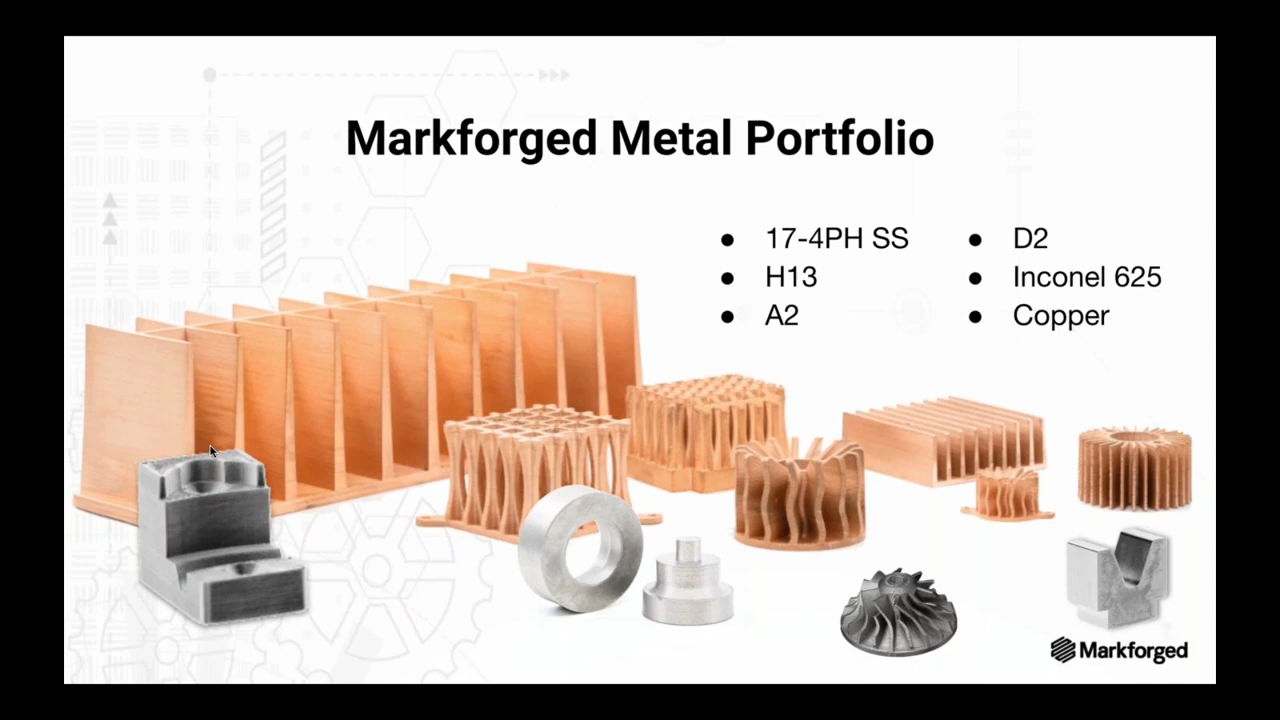 Markforged Metal Portfolio
● 17-4PH SS
● H13
● A2
● D2
● Inconel 625
● Copper
Markforged